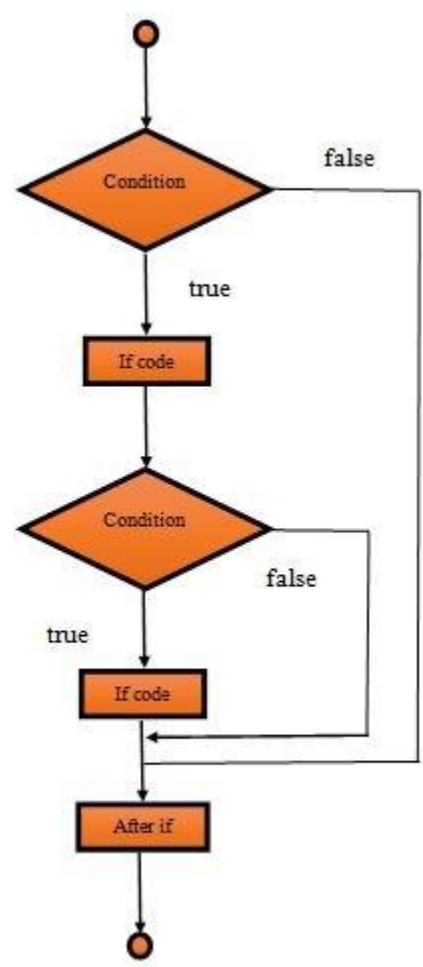 Condition
false
true
If code
Condition
false
true
If code
After if